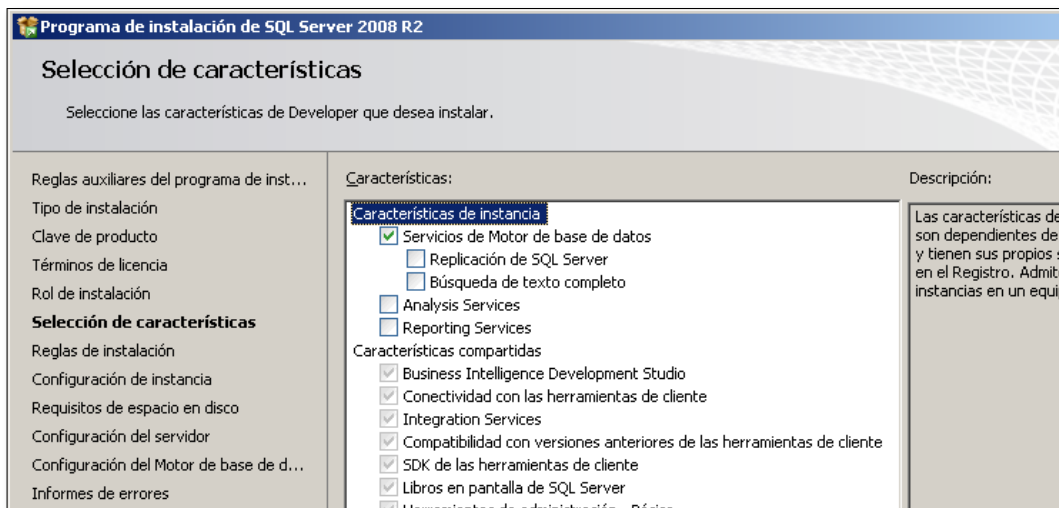 Programa de instalación de SQL Server 2008 R2
Selección de características
Seleccione las características de Developer que desea instalar.
Reglas auxiliares del programa de inst...
Tipo de instalación
Clave de producto
Términos de licencia
Rol de instalación
Selección de características
Reglas de instalación
Configuración de instancia
Requisitos de espacio en disco
Configuración del servidor
Configuración del Motor de base de d...
Informes de errores
Características:
Características de instancia
Servicios de Motor de base de datos
Replicación de SQL Server
Búsqueda de texto completo
Analysis Services
Reporting Services
Características compartidas
Business Intelligence Development Studio
Conectividad con las herramientas de cliente
Integration Services
Compatibilidad con versiones anteriores de las herramientas de cliente
SDK de las herramientas de cliente
Libros en pantalla de SQL Server
Herramientas de administración - Básica
Descripción:
Las características de
son dependientes de
y tienen sus propios
en el Registro. Admit
instancias en un equi